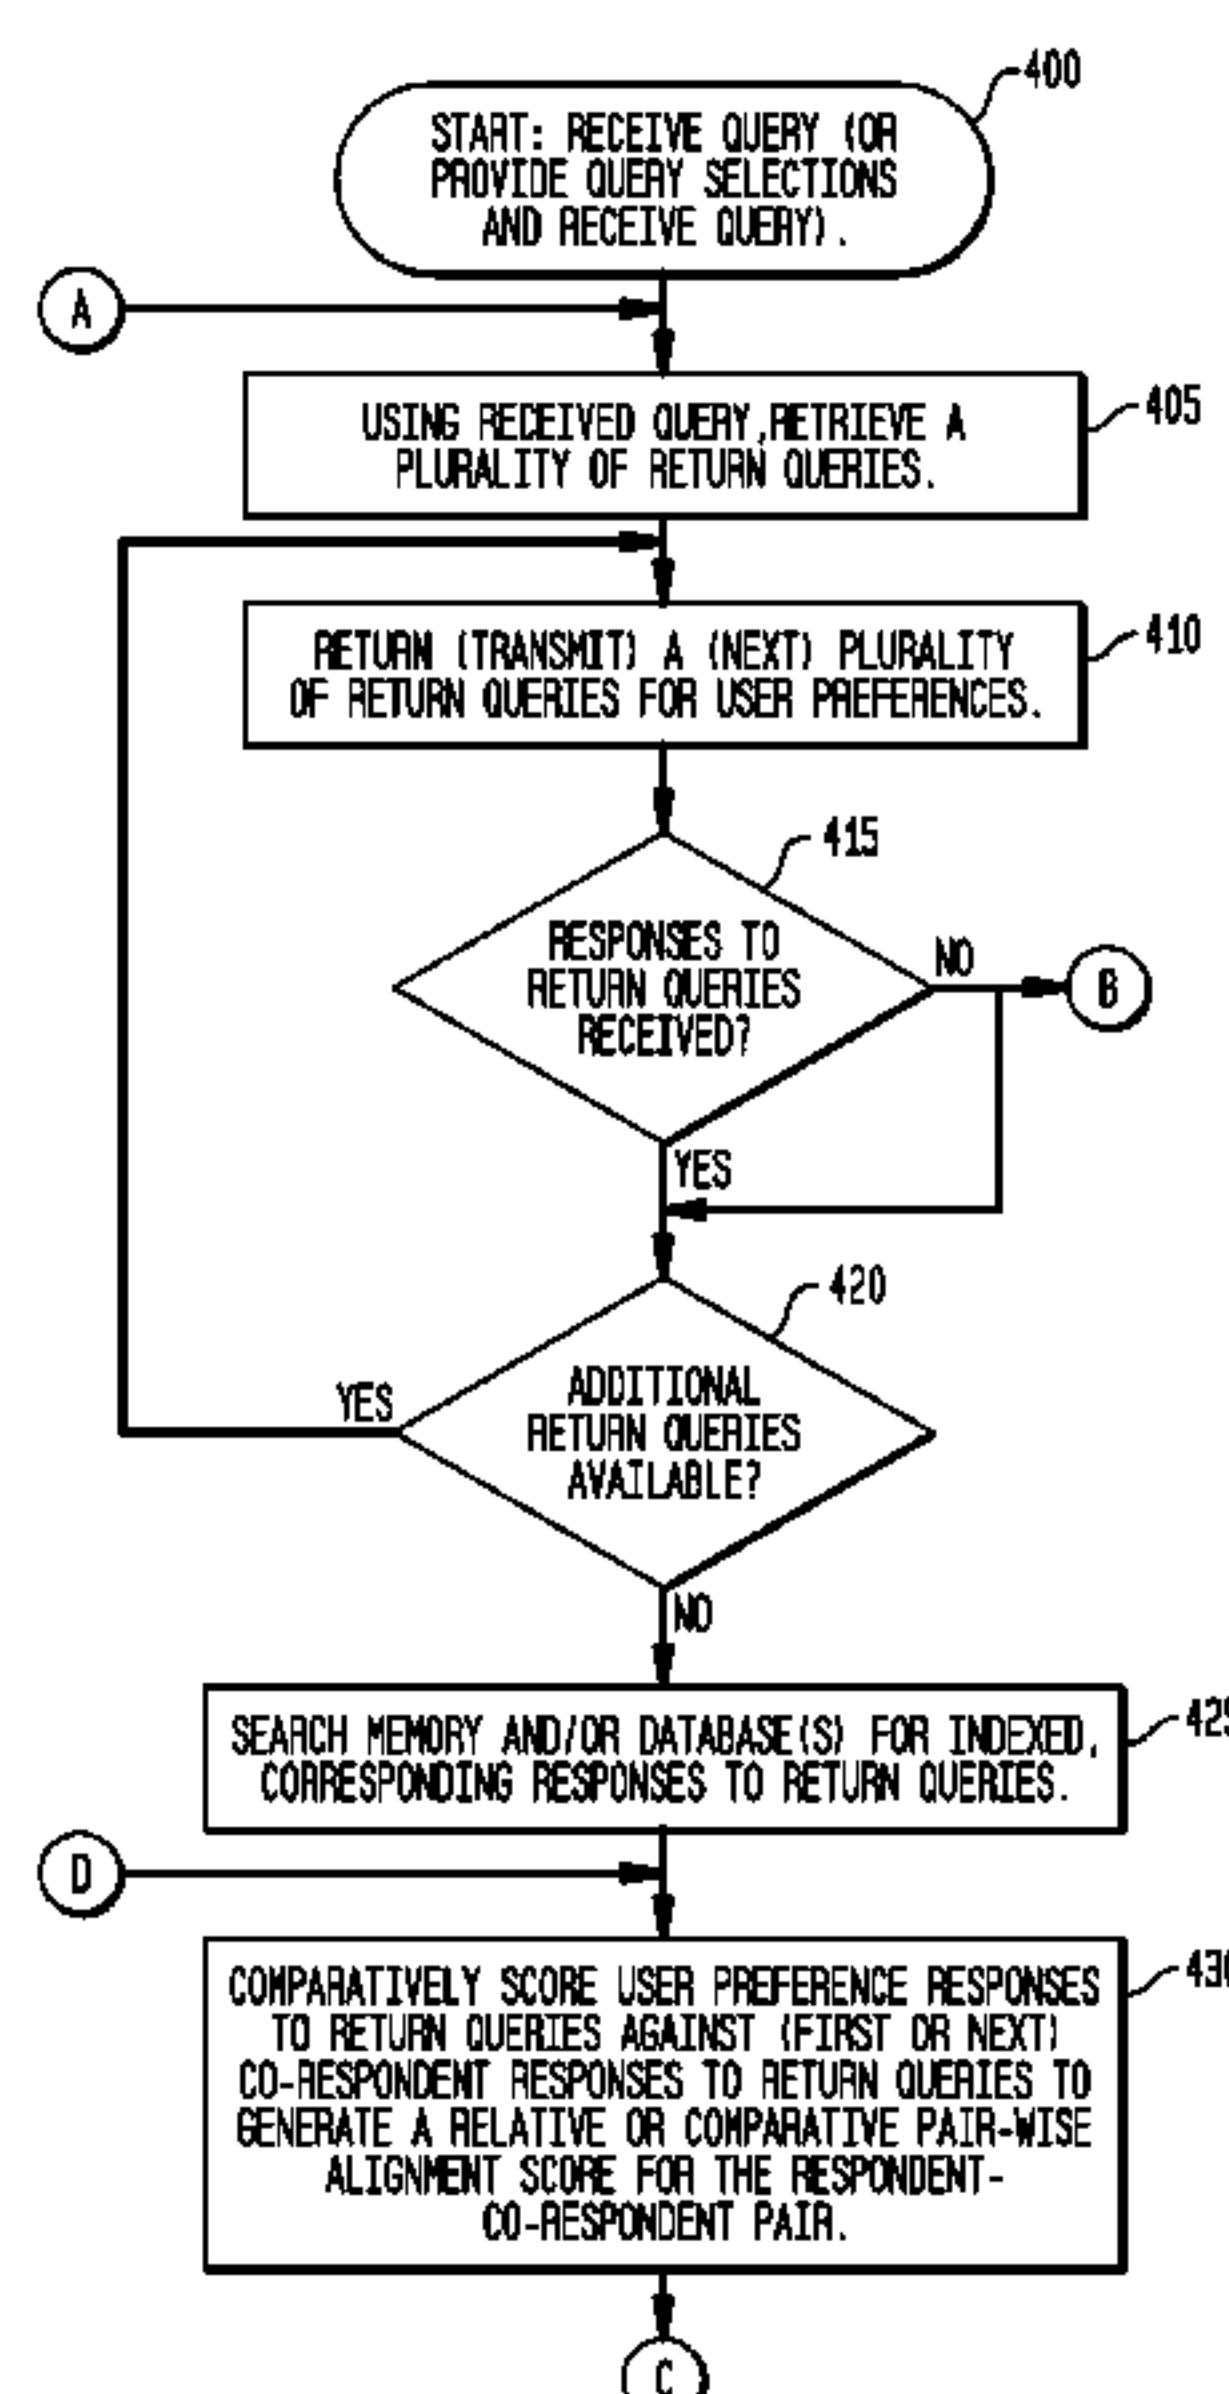 400
START: RECEIVE QUERY (OR
PROVIDE QUERY SELECTIONS
AND RECEIVE QUERY).
A
405
USING RECEIVED QUERY,RETRIEVE A
PLURALITY OF RETURN QUERIES.
410
RETURN (TRANSMIT) A (NEXT) PLURALITY
OF RETURN QUERIES FOR USER PREFERENCES.
415
RESPONSES TO
RETURN QUERIES
RECEIVED?
NO
B
YES
420
ADDITIONAL
RETURN QUERIES
AVAILABLE?
YES
NO
425
SEARCH MEMORY AND/OR DATABASE(S) FOR INDEXED,
CORRESPONDING RESPONSES TO RETURN QUERIES.
D
430
COMPARATIVELY SCORE USER PREFERENCE RESPONSES
TO RETURN QUERIES AGAINST (FIRST OR NEXT)
CO-RESPONDENT RESPONSES TO RETURN QUERIES TO
GENERATE A RELATIVE OR COMPARATIVE PAIR-WISE
ALIGNMENT SCORE FOR THE RESPONDENT-
CO-RESPONDENT PAIR.
C